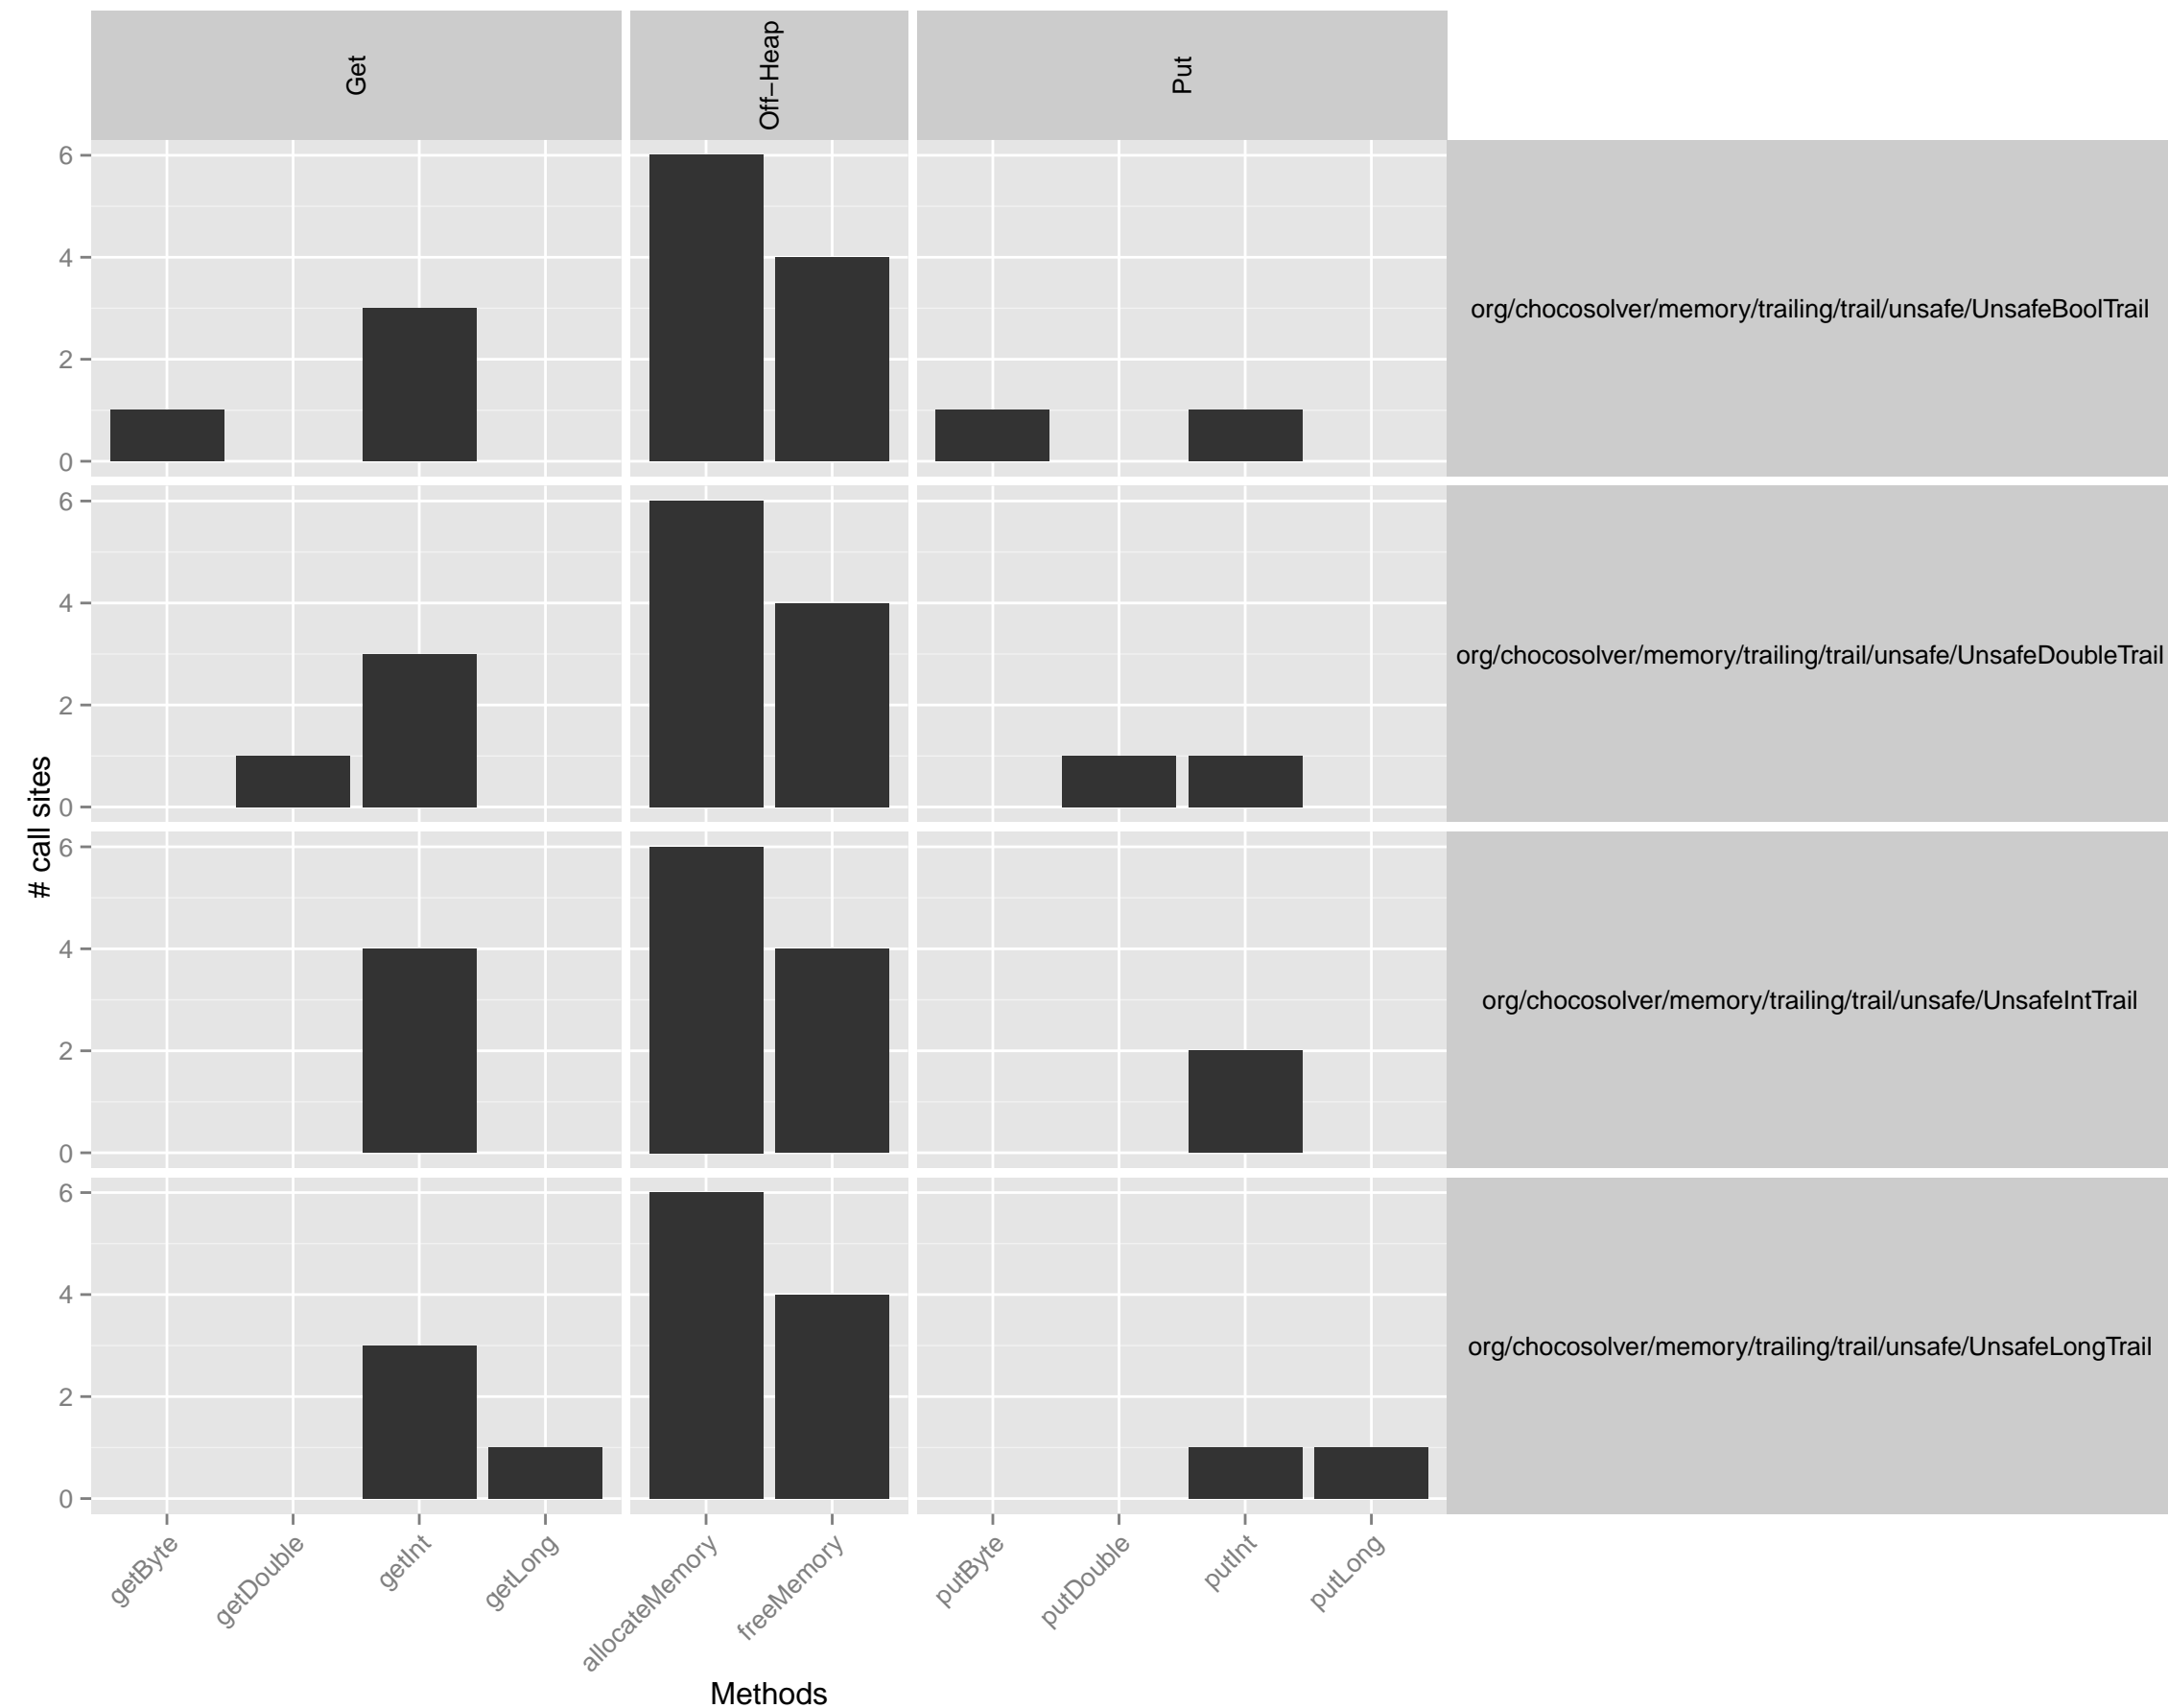 Get
Off-Heap
Put
6
4
2
0
org/chocosolver/memory/trailing/trail/unsafe/UnsafeBoolTrail
6
4
2
0
org/chocosolver/memory/trailing/trail/unsafe/UnsafeDoubleTrail
# call sites
6
4
2
0
org/chocosolver/memory/trailing/trail/unsafe/UnsafeIntTrail
6
4
2
0
org/chocosolver/memory/trailing/trail/unsafe/UnsafeLongTrail
getByte
getDouble
getInt
getLong
allocateMemory
freeMemory
putByte
putDouble
putInt
putLong
Methods